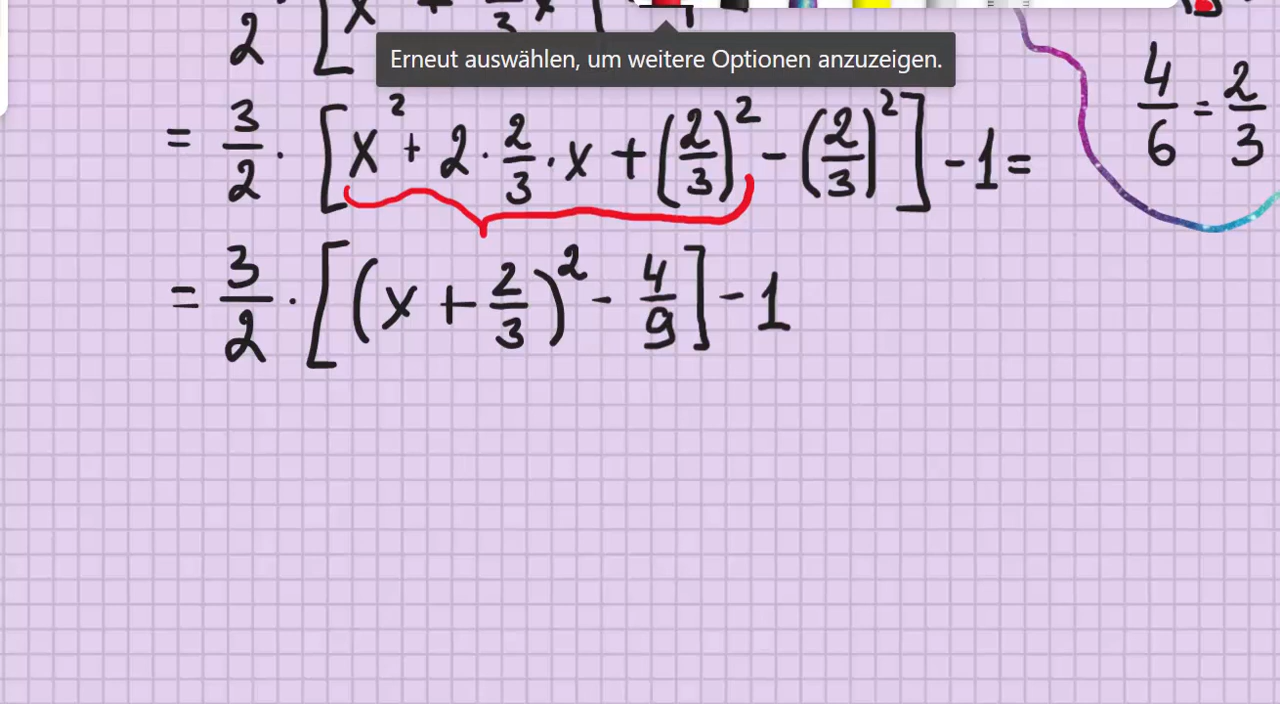 Erneut auswählen, um weitere Optionen anzuzeigen.
4/6 = 2/3
= 3/2 · [x² + 2 · 2/3 · x + (2/3)² - (2/3)²] - 1 =
= 3/2 · [(x + 2/3)² - 4/9] - 1